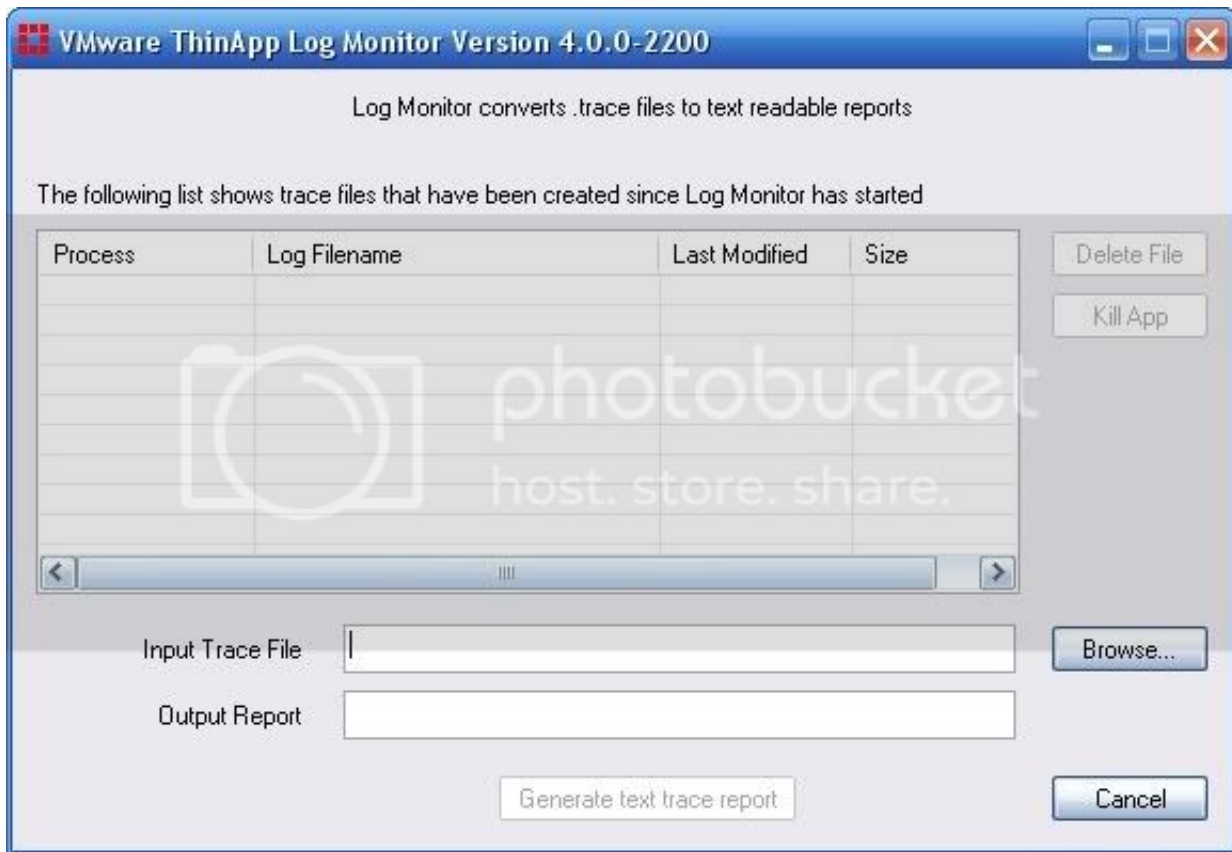 VMware ThinApp Log Monitor Version 4.0.0-2200
Log Monitor converts .trace files to text readable reports
The following list shows trace files that have been created since Log Monitor has started
Process Log Filename Last Modified Size
Delete File
Kill App
photobucket
host. store. share.
Input Trace File
Browse...
Output Report
Generate text trace report
Cancel